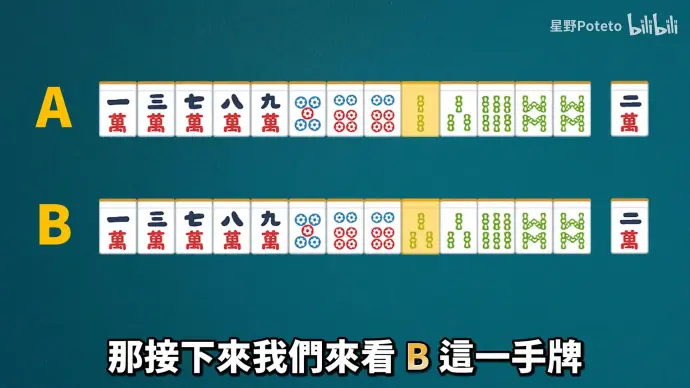 星野Poteto bilibili
A
一 三 七 八 九 二
萬 萬 萬 萬 萬 萬
B
一 三 七 八 九 二
萬 萬 萬 萬 萬 萬
那接下來我們來看 B 這一手牌